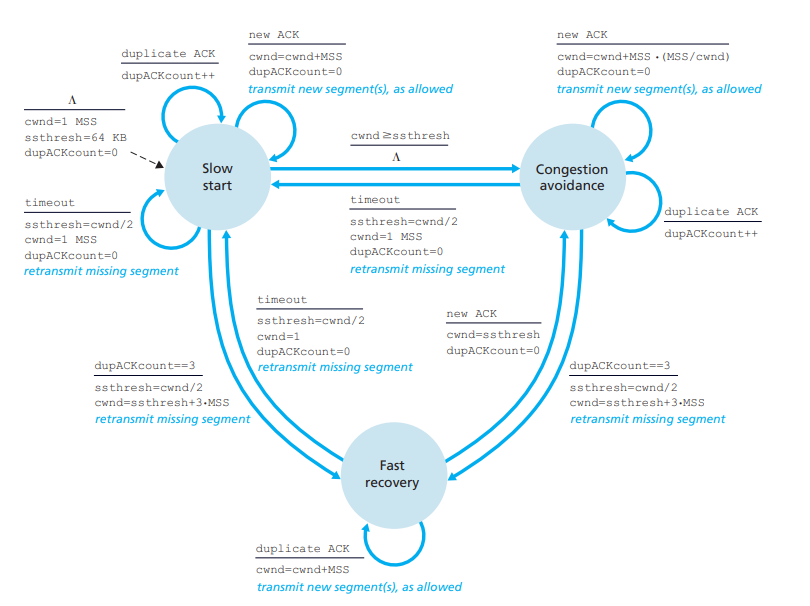 new ACK
cwnd=cwnd+MSS
dupACKcount=0
transmit new segment(s), as allowed
new ACK
cwnd=cwnd+MSS •(MSS/cwnd)
dupACKcount=0
transmit new segment(s), as allowed
duplicate ACK
dupACKcount++
Λ
cwnd=1 MSS
ssthresh=64 KB
dupACKcount=0
cwnd≥ssthresh
Λ
Slow
start
Congestion
avoidance
timeout
ssthresh=cwnd/2
cwnd=1 MSS
dupACKcount=0
retransmit missing segment
timeout
ssthresh=cwnd/2
cwnd=1 MSS
dupACKcount=0
retransmit missing segment
duplicate ACK
dupACKcount++
timeout
ssthresh=cwnd/2
cwnd=1
dupACKcount=0
retransmit missing segment
new ACK
cwnd=ssthresh
dupACKcount=0
dupACKcount==3
ssthresh=cwnd/2
cwnd=ssthresh+3•MSS
retransmit missing segment
dupACKcount==3
ssthresh=cwnd/2
cwnd=ssthresh+3•MSS
retransmit missing segment
Fast
recovery
duplicate ACK
cwnd=cwnd+MSS
transmit new segment(s), as allowed